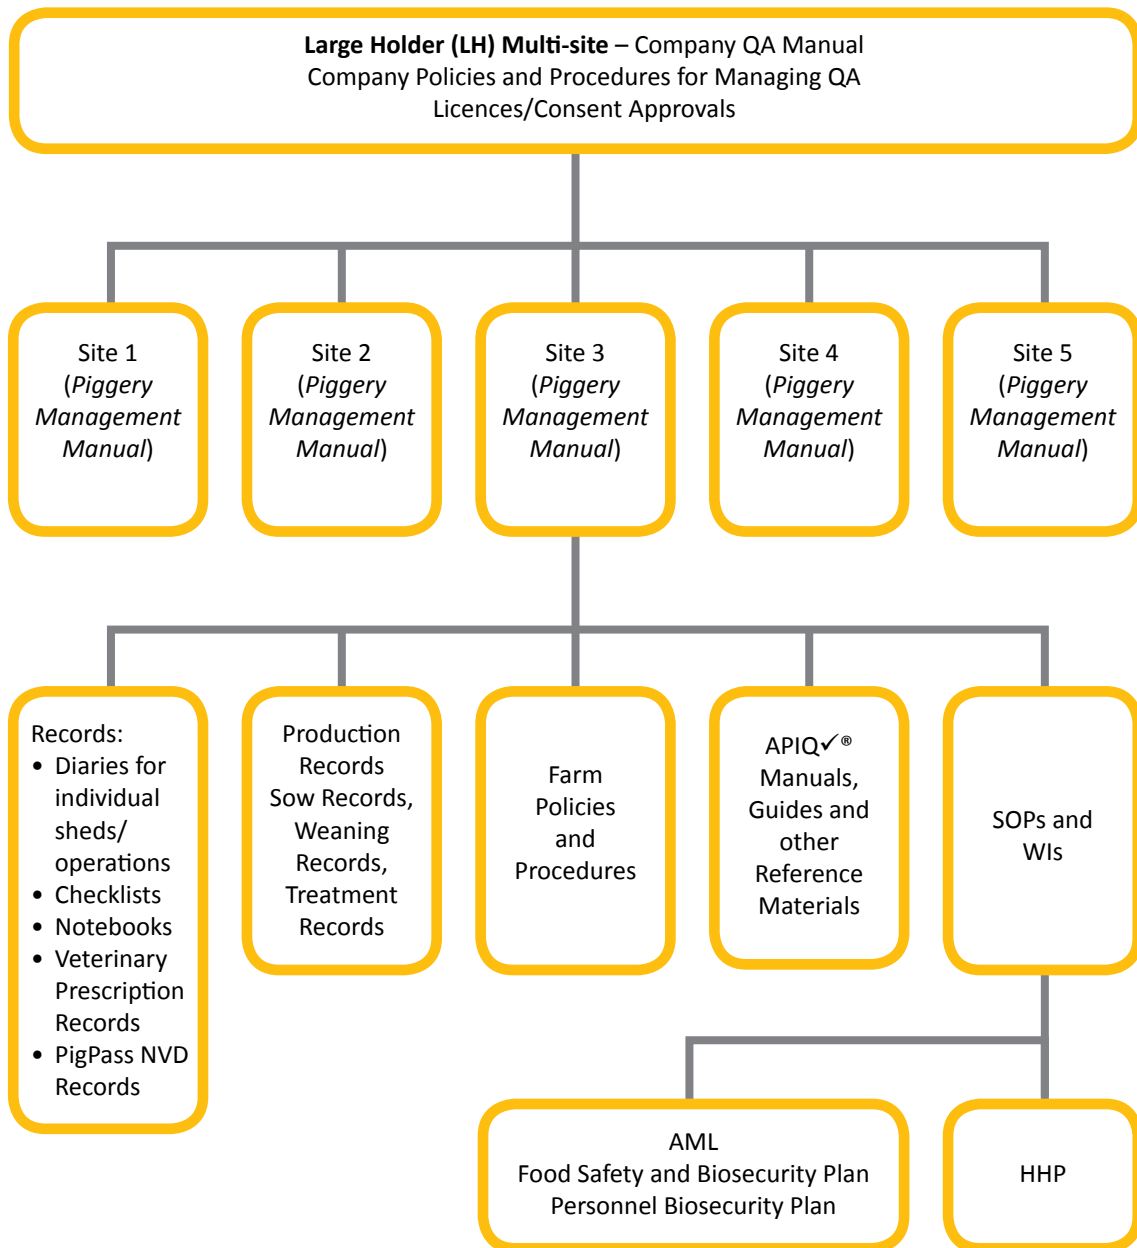 Large Holder (LH) Multi-site – Company QA Manual
Company Policies and Procedures for Managing QA
Licences/Consent Approvals
Site 1
(Piggery
Management
Manual)
Site 2
(Piggery
Management
Manual)
Site 3
(Piggery
Management
Manual)
Site 4
(Piggery
Management
Manual)
Site 5
(Piggery
Management
Manual)
Records:
• Diaries for
individual
sheds/
operations
• Checklists
• Notebooks
• Veterinary
Prescription
Records
• PigPass NVD
Records
Production
Records
Sow Records,
Weaning
Records,
Treatment
Records
Farm
Policies
and
Procedures
APIQ✓®
Manuals,
Guides and
other
Reference
Materials
SOPs and
WIs
AML
Food Safety and Biosecurity Plan
Personnel Biosecurity Plan
HHP